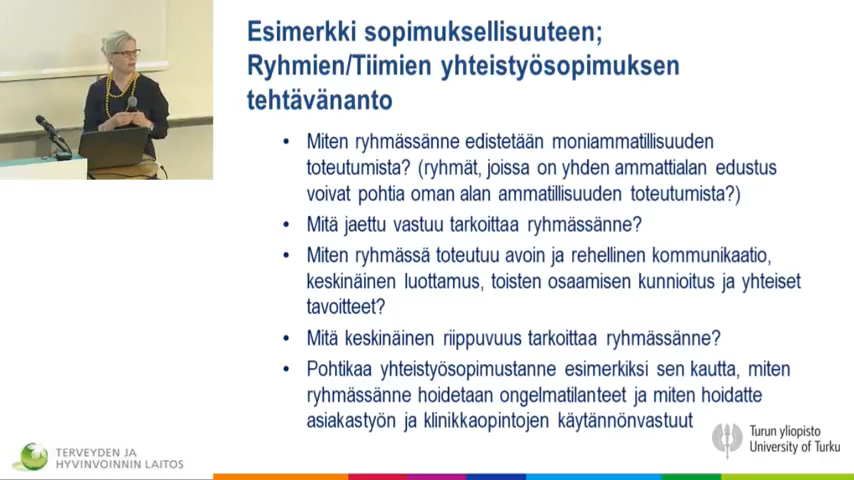 Esimerkki sopimuksellisuuteen;
Ryhmien/Tiimien yhteistyösopimuksen
tehtävänanto
• Miten ryhmässänne edistetään moniammatillisuuden
toteutumista? (ryhmät, joissa on yhden ammattialan edustus
voivat pohtia oman alan ammatillisuuden toteutumista?)
• Mitä jaettu vastuu tarkoittaa ryhmässänne?
• Miten ryhmässä toteutuu avoin ja rehellinen kommunikaatio,
keskinäinen luottamus, toisten osaamisen kunnioitus ja yhteiset
tavoitteet?
• Mitä keskinäinen riippuvuus tarkoittaa ryhmässänne?
• Pohtikaa yhteistyösopimustanne esimerkiksi sen kautta, miten
ryhmässänne hoidetaan ongelmatilanteet ja miten hoidatte
asiakastyön ja klinikkaopintojen käytännönvastuut
TERVEYDEN JA
HYVINVOINNIN LAITOS
Turun yliopisto
University of Turku